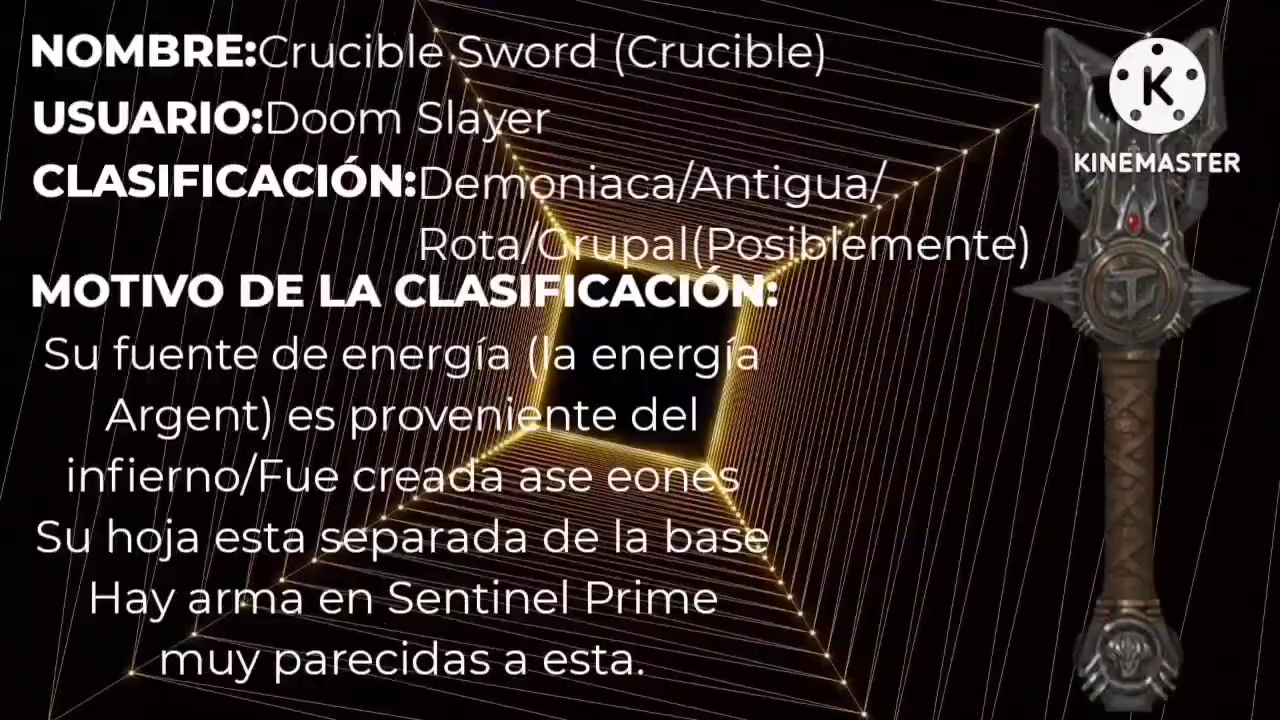 NOMBRE:Crucible Sword (Crucible)
USUARIO:Doom Slayer
CLASIFICACIÓN:Demoniaca/Antigua/
Rota/Grupal(Posiblemente)
MOTIVO DE LA CLASIFICACIÓN:
Su fuente de energía (la energía
Argent) es proveniente del
infierno/Fue creada ase eones
Su hoja esta separada de la base
Hay arma en Sentinel Prime
muy parecidas a esta.
K
KINEMASTER